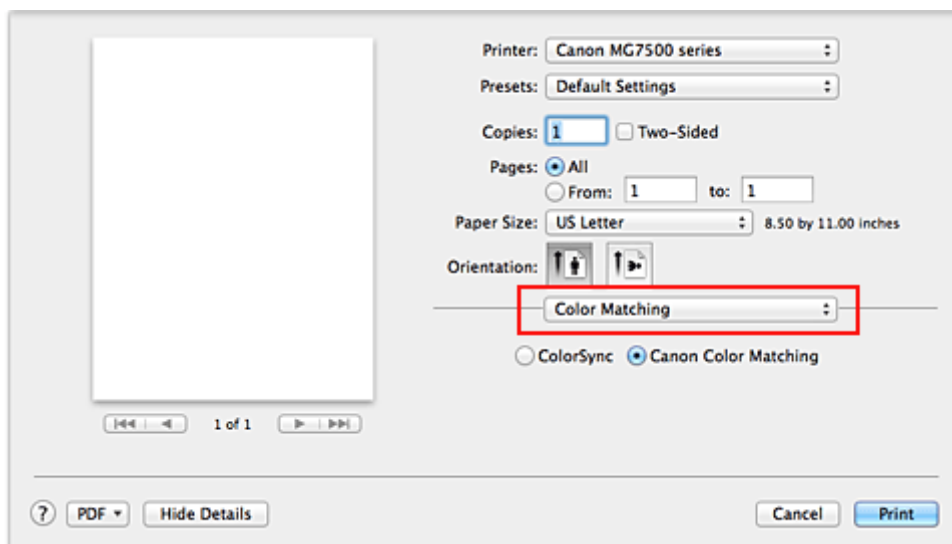 Printer: Canon MG7500 series
Presets: Default Settings
Copies: 1 Two-Sided
Pages: All
From: 1 to: 1
Paper Size: US Letter 8.50 by 11.00 inches
Orientation:
Color Matching
ColorSync Canon Color Matching
1 of 1
? PDF Hide Details Cancel Print